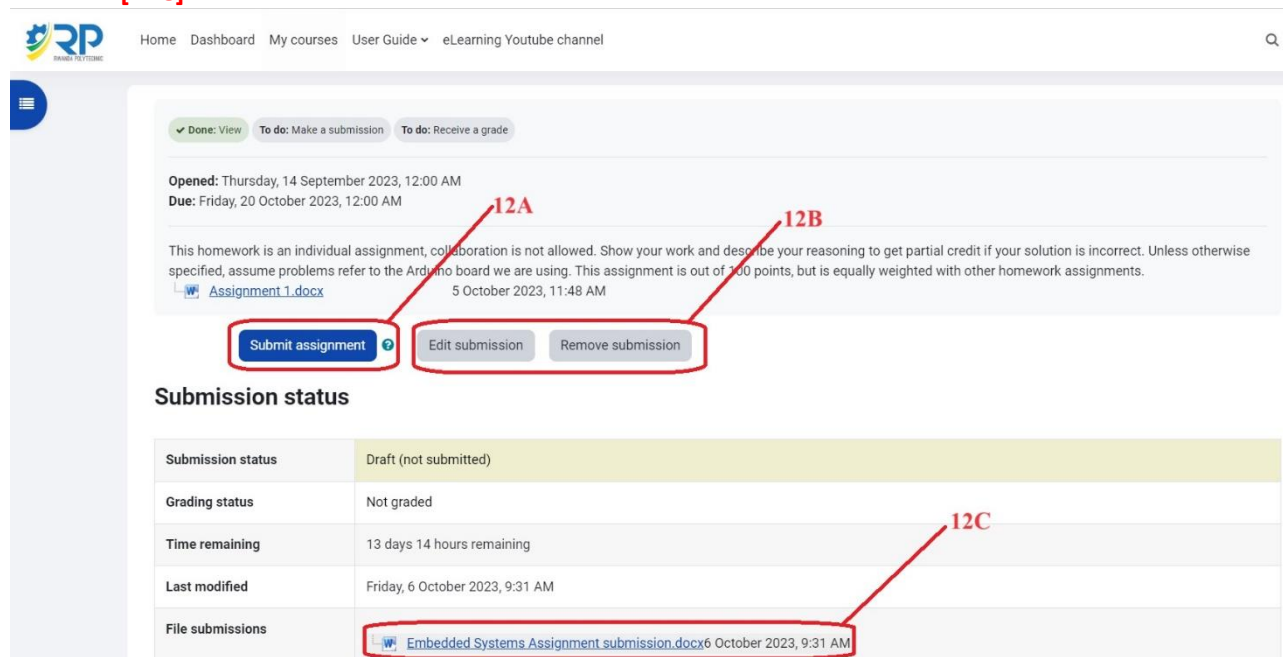 RP
RWANDA POLYTECHNIC
Home Dashboard My courses User Guide eLearning Youtube channel
Done: View To do: Make a submission To do: Receive a grade
Opened: Thursday, 14 September 2023, 12:00 AM
Due: Friday, 20 October 2023, 12:00 AM
12A
12B
This homework is an individual assignment, collaboration is not allowed. Show your work and describe your reasoning to get partial credit if your solution is incorrect. Unless otherwise
specified, assume problems refer to the Arduino board we are using. This assignment is out of 100 points, but is equally weighted with other homework assignments.
Assignment 1.docx 5 October 2023, 11:48 AM
Submit assignment ? Edit submission Remove submission
Submission status
Submission status Draft (not submitted)
Grading status Not graded
12C
Time remaining 13 days 14 hours remaining
Last modified Friday, 6 October 2023, 9:31 AM
File submissions
Embedded Systems Assignment submission.docx6 October 2023, 9:31 AM